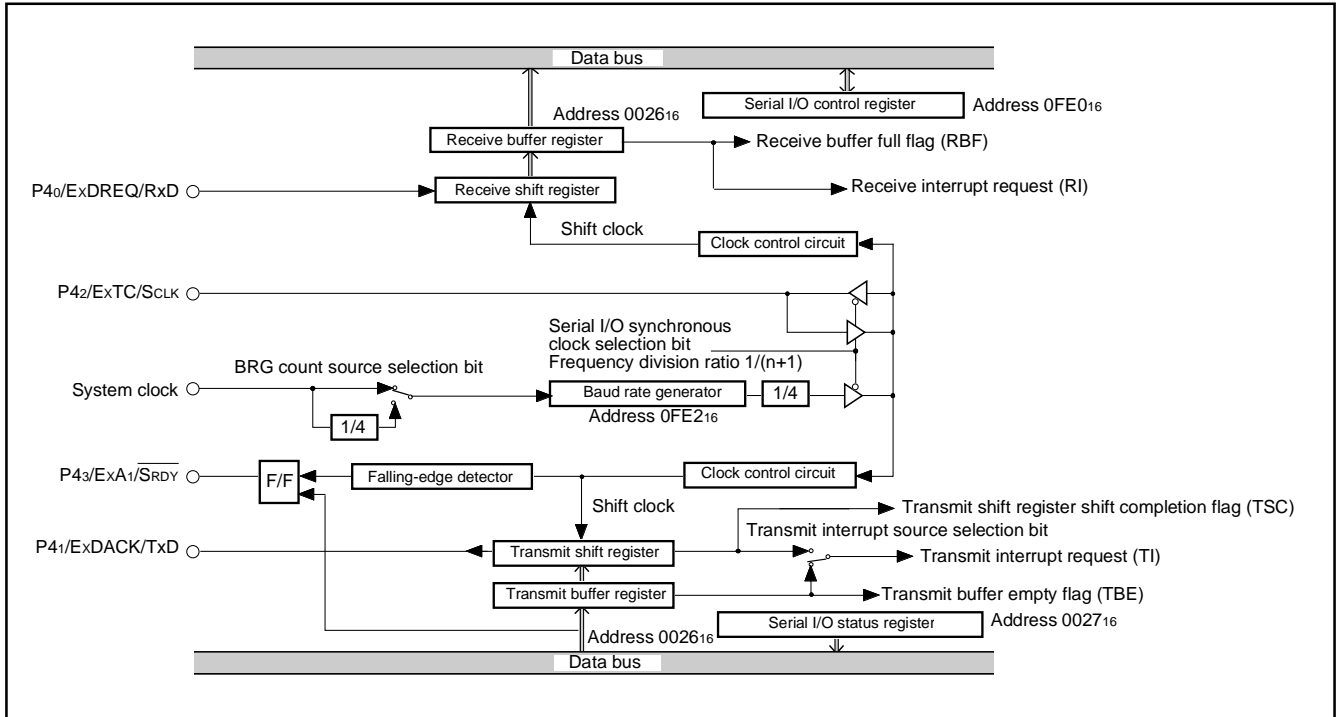 Data bus
Serial I/O control register
Address 0FE0₁₆
Address 0026₁₆
Receive buffer register
Receive buffer full flag (RBF)
P4₀/ExDREQ/RxD
Receive shift register
Receive interrupt request (RI)
Shift clock
Clock control circuit
P4₂/ExTC/SCLK
Serial I/O synchronous
clock selection bit
BRG count source selection bit
Frequency division ratio 1/(n+1)
System clock
Baud rate generator
1/4
Address 0FE2₁₆
1/4
P4₃/ExA₁/S̅R̅D̅Y̅
F/F
Falling-edge detector
Clock control circuit
Shift clock
Transmit shift register shift completion flag (TSC)
Transmit interrupt source selection bit
P4₁/ExDACK/TxD
Transmit shift register
Transmit interrupt request (TI)
Transmit buffer register
Transmit buffer empty flag (TBE)
Address 0026₁₆
Serial I/O status register
Address 0027₁₆
Data bus